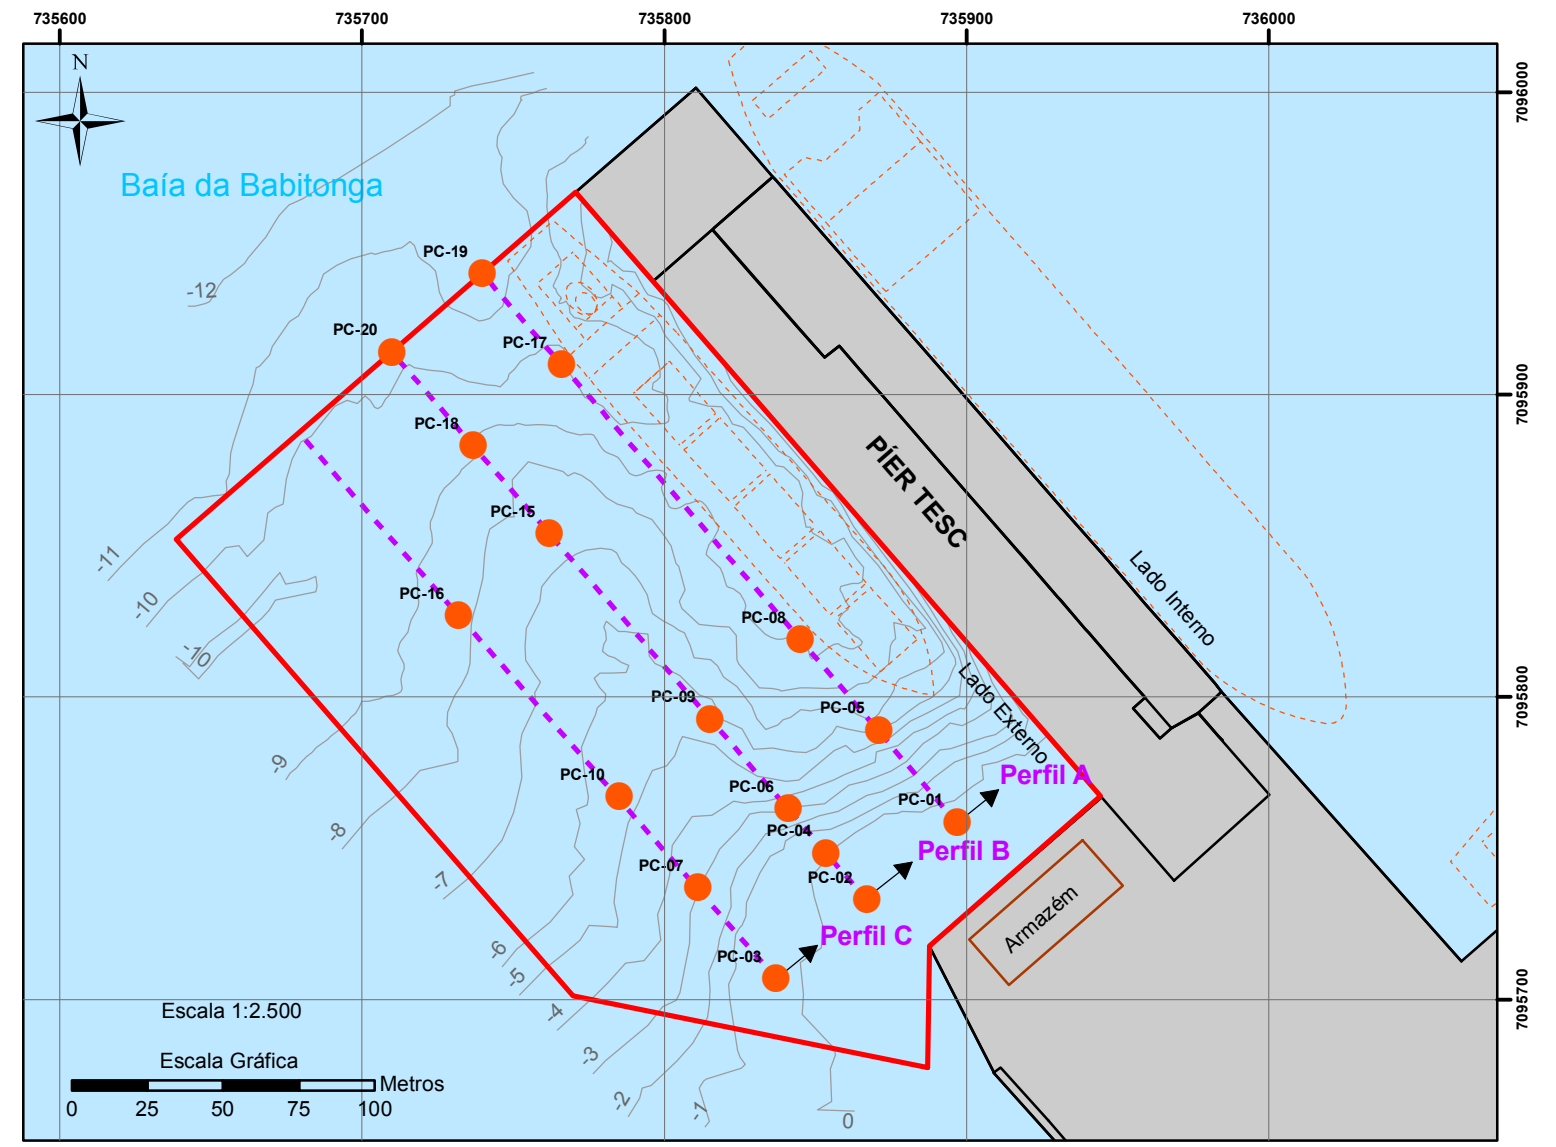 735600
735700
735800
735900
736000
N
7096000
Baía da Babitonga
PC-19
-12
PC-20
PC-17
7095900
PC-18
PÍER TESC
PC-15
-11
Lado Interno
-10
PC-16
PC-08
-10
Lado Externo
PC-09
7095800
PC-05
-9
PC-10
Perfil A
PC-06
PC-01
-8
PC-04
Perfil B
PC-07
PC-02
-7
Armazém
Perfil C
-6
PC-03
-5
7095700
Escala 1:2.500
-4
-3
Escala Gráfica
Metros
-2
-1
0
0 25 50 75 100